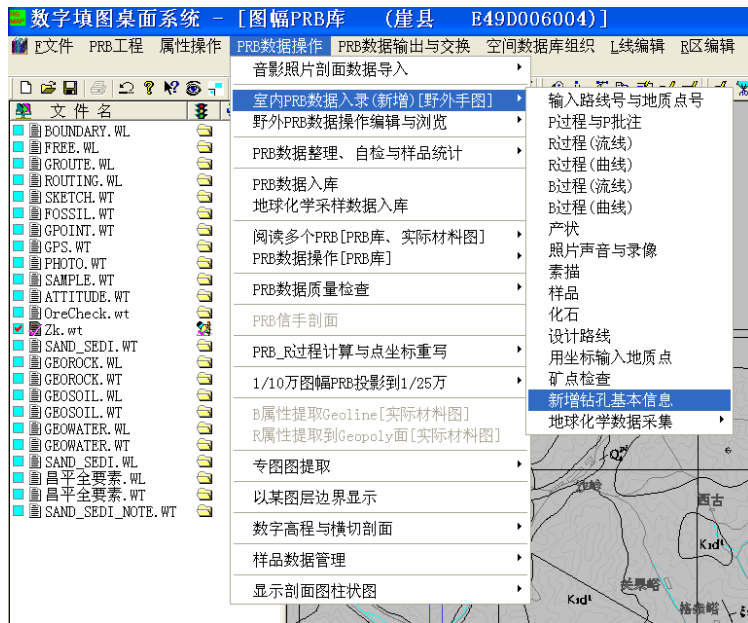 数字填图桌面系统 - [图幅PRB库 (崖县 E49D006004)]
F文件 PRB工程 属性操作 PRB数据操作 PRB数据输出与交换 空间数据库组织 L线编辑 R区编辑
文件名
BOUNDARY.WL
FREE.WL
GROUTE.WL
ROUTING.WL
SKETCH.WT
FOSSIL.WT
GPOINT.WT
GPS.WT
PHOTO.WT
SAMPLE.WT
ATTITUDE.WT
OreCheck.wt
Zk.wt
SAND_SEDI.WT
GEOROCK.WL
GEOROCK.WT
GEOSOIL.WL
GEOSOIL.WT
GEOWATER.WL
GEOWATER.WT
SAND_SEDI.WL
昌平全要素.WL
昌平全要素.WT
SAND_SEDI_NOTE.WT
音影照片剖面数据导入
室内PRB数据入录(新增)[野外手图]
野外PRB数据操作编辑与浏览
PRB数据整理、自检与样品统计
PRB数据入库
地球化学采样数据入库
阅读多个PRB[PRB库、实际材料图]
PRB数据操作[PRB库]
PRB数据质量检查
PRB信手剖面
PRB_R过程计算与点坐标重写
1/10万图幅PRB投影到1/25万
B属性提取Geoline[实际材料图]
R属性提取到Geopoly面[实际材料图]
专图图提取
以某图层边界显示
数字高程与横切剖面
样品数据管理
显示剖面图柱状图
输入路线号与地质点号
P过程与P批注
R过程(流线)
R过程(曲线)
B过程(流线)
B过程(曲线)
产状
照片声音与录像
素描
样品
化石
设计路线
用坐标输入地质点
矿点检查
新增钻孔基本信息
地球化学数据采集
西古
K1d¹
K1d¹